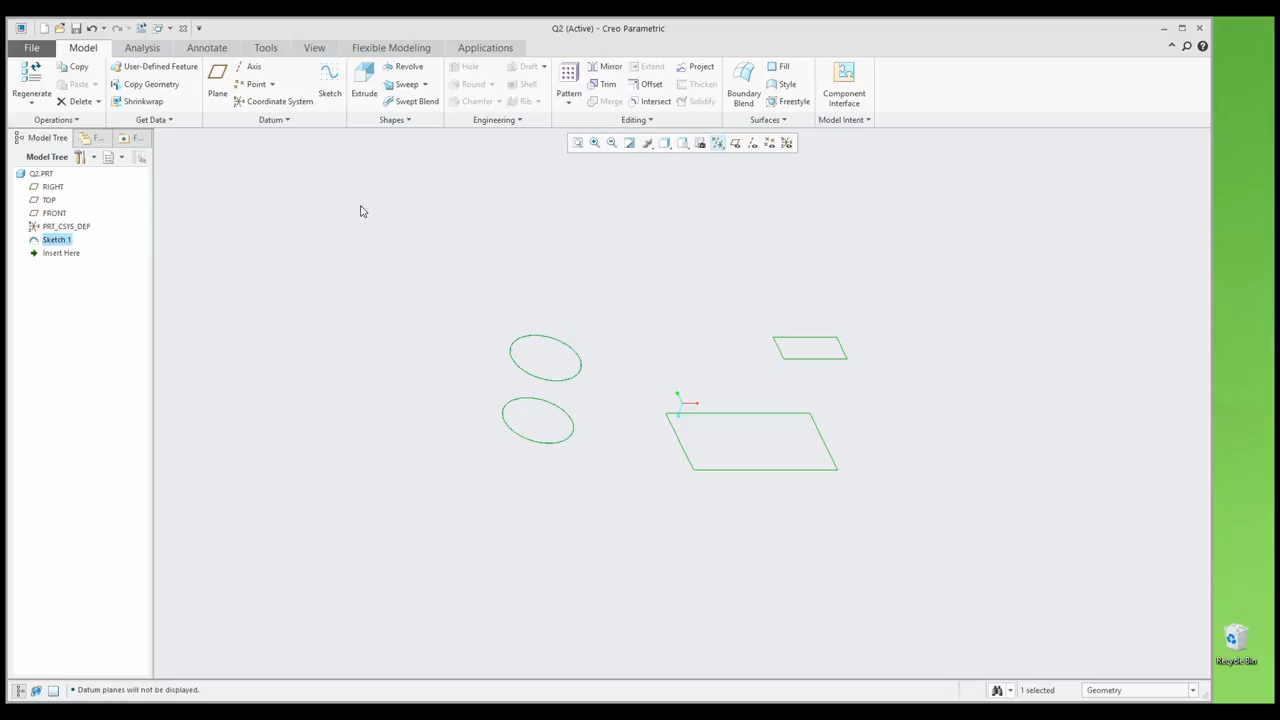 Q2 (Active) - Creo Parametric
File Model Analysis Annotate Tools View Flexible Modeling Applications
Regenerate
Copy
Paste
Delete
Operations
User-Defined Feature
Copy Geometry
Shrinkwrap
Get Data
Plane
Axis
Point
Coordinate System
Sketch
Datum
Extrude
Revolve
Sweep
Swept Blend
Shapes
Hole
Round
Chamfer
Draft
Shell
Rib
Engineering
Pattern
Mirror
Trim
Merge
Extend
Offset
Intersect
Project
Thicken
Solidify
Editing
Boundary
Blend
Fill
Style
Freestyle
Surfaces
Component
Interface
Model Intent
Model Tree F... F...
Model Tree
Q2.PRT
RIGHT
TOP
FRONT
PRT_CSYS_DEF
Sketch 1
Insert Here
Recycle Bin
Datum planes will not be displayed.
1 selected
Geometry